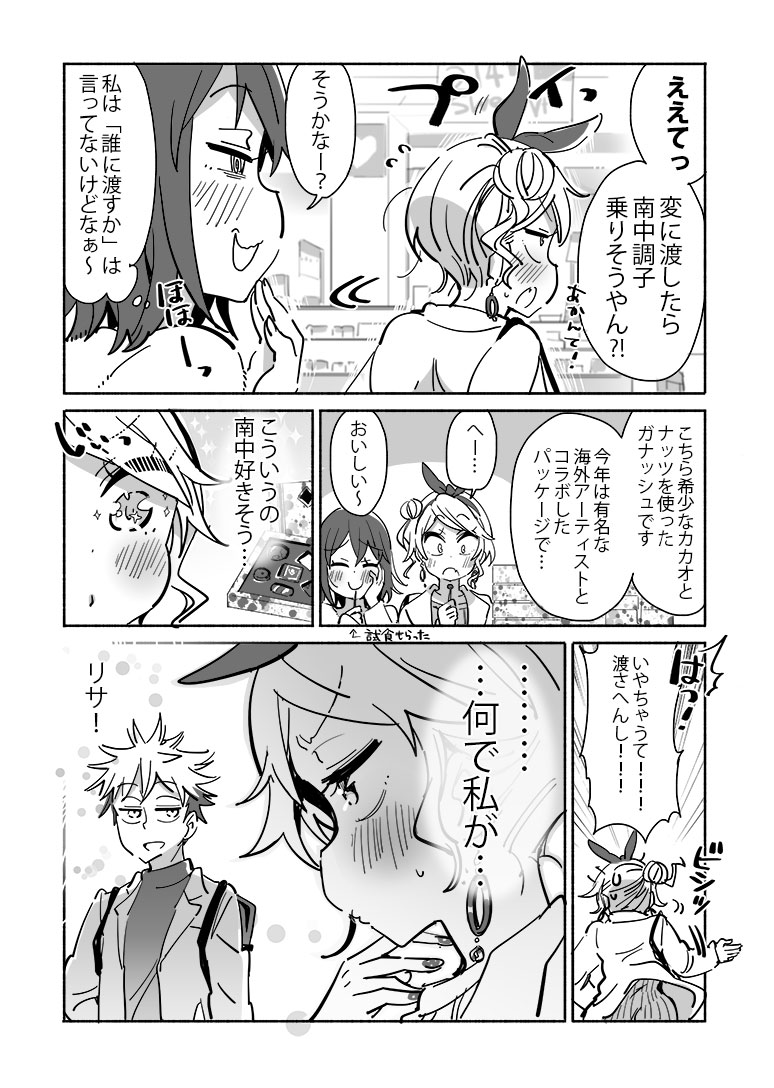 ええてっ
変に渡したら
南中調子
乗りそうやん?!
あかんて!
プイッ
そうかなー?
私は「誰に渡すか」は
言ってないけどなぁ〜
ほほーっ
こちら希少なカカオと
ナッツを使った
ガナッシュです
今年は有名な
海外アーティストと
コラボした
パッケージで…
へー…
おいしい〜
試食もらった
こういうの
南中好きそう…
じぃ…
はっ!
いやちゃうて!!!
渡さへんし!!!
ドシッ
………
…何で私が…
リサ!